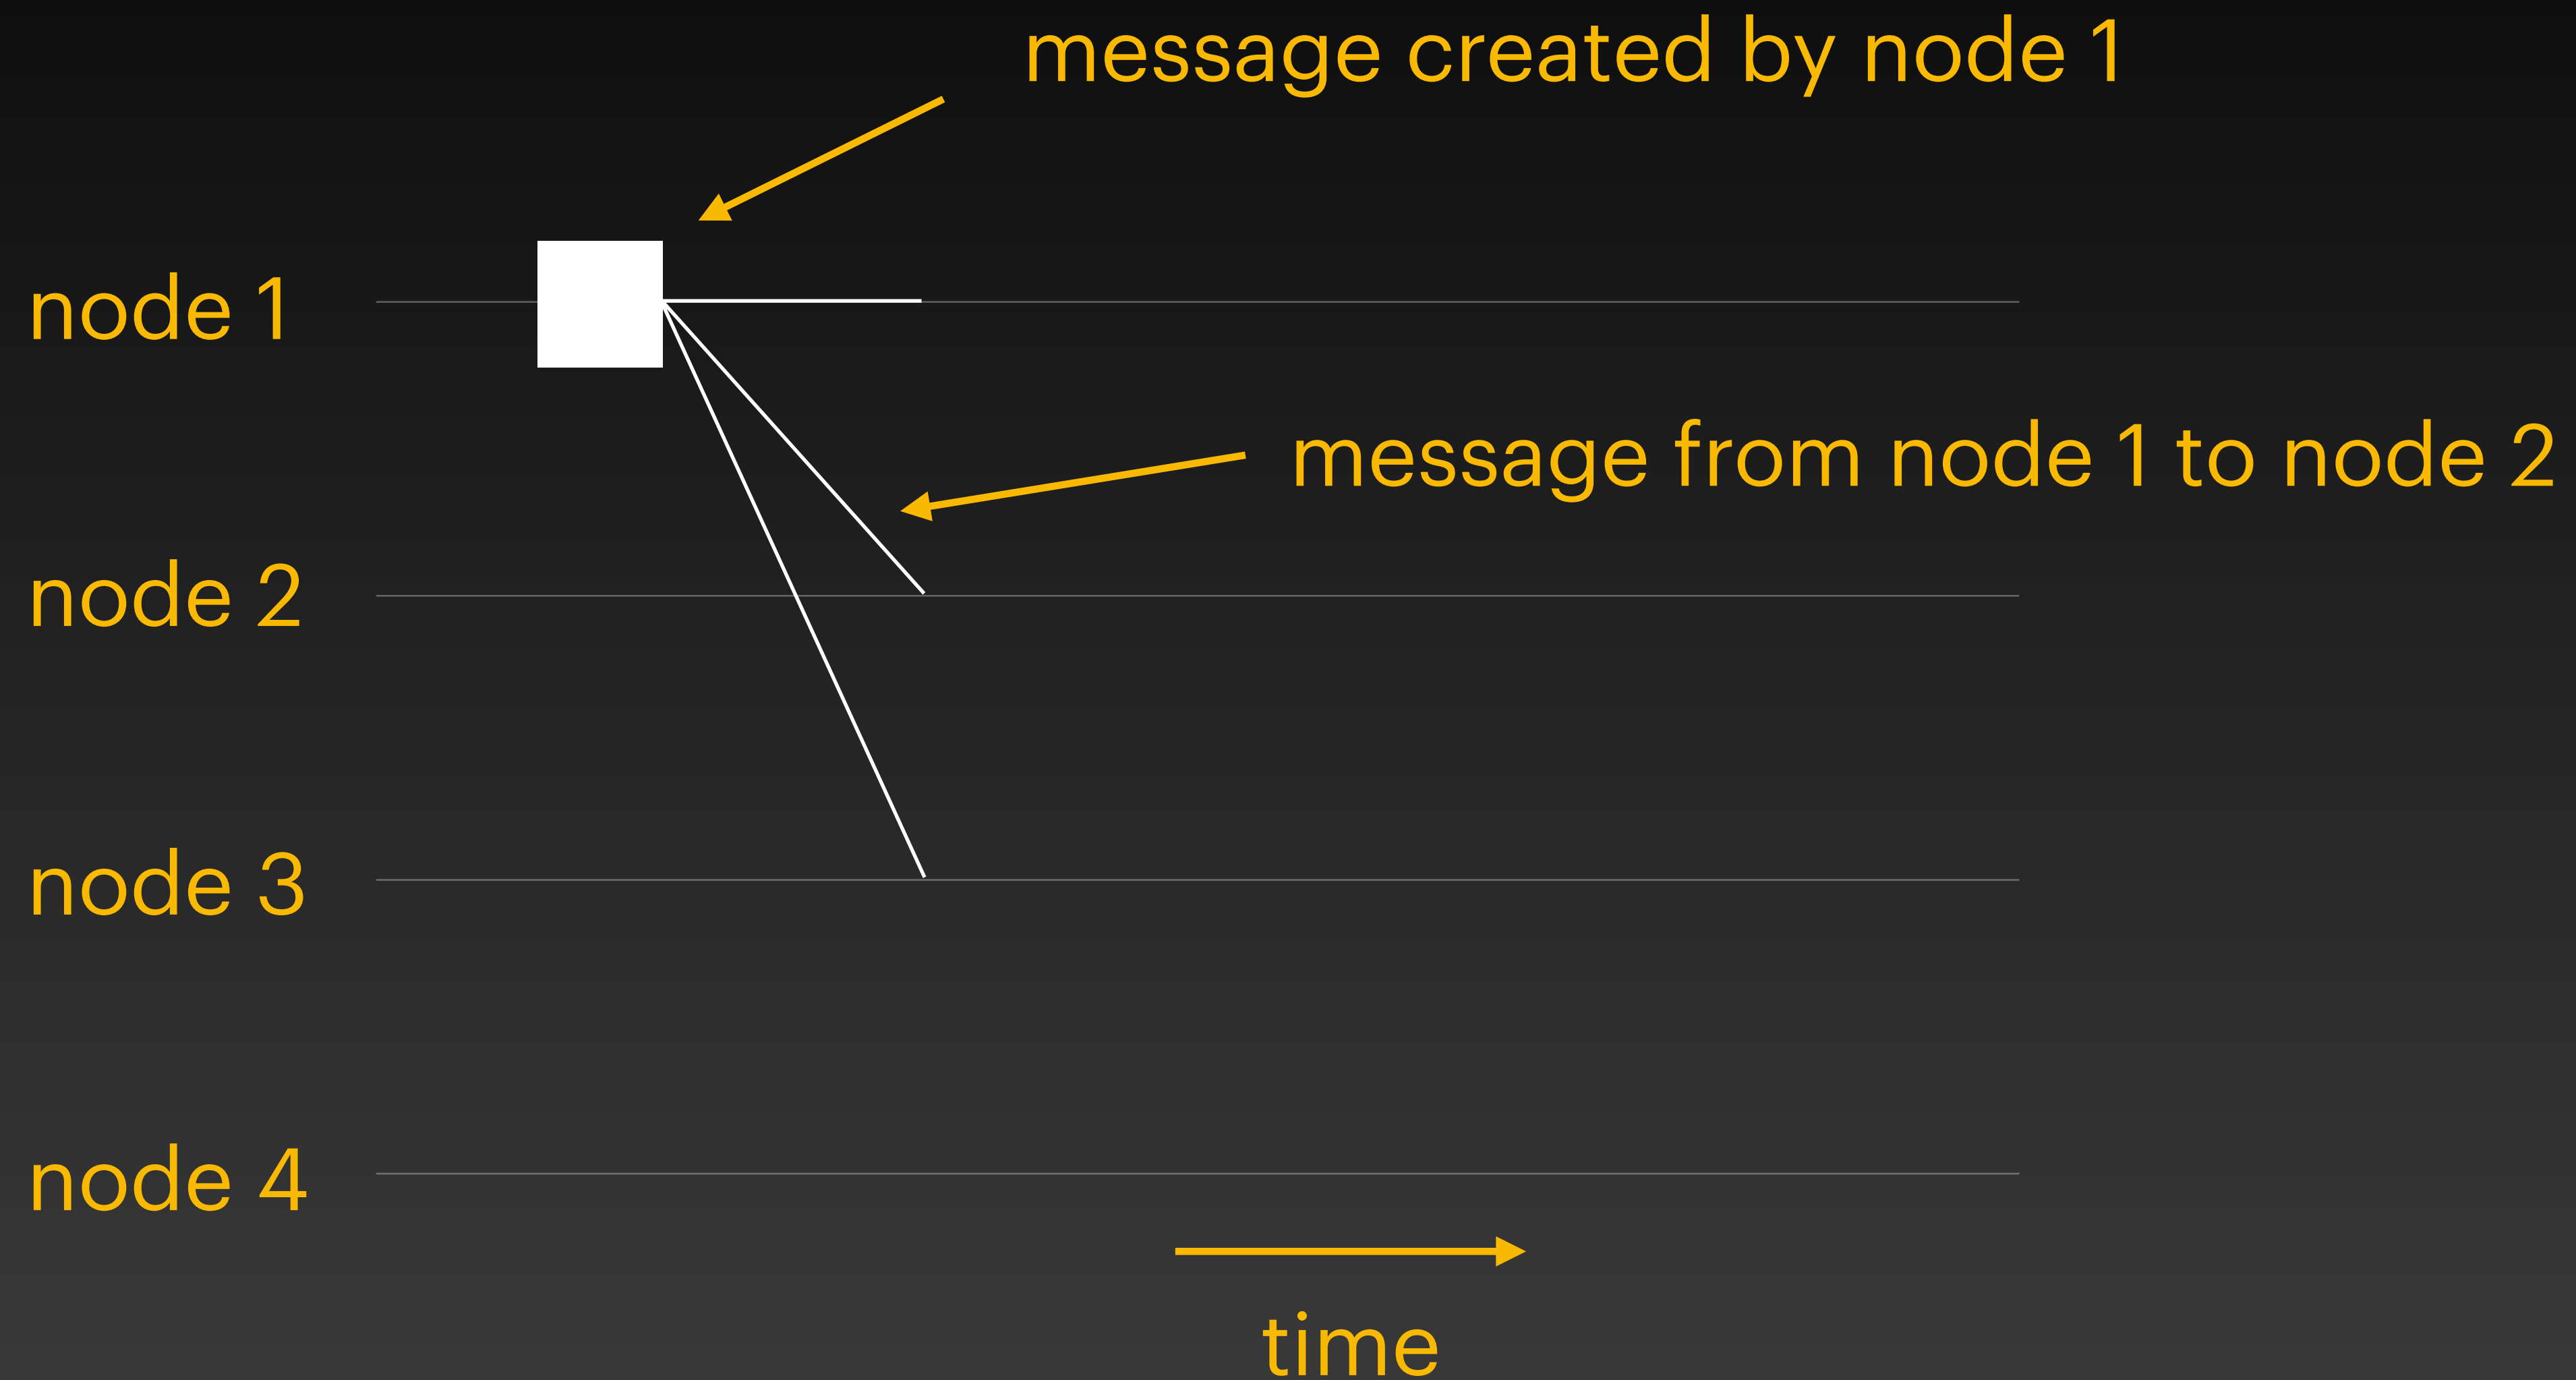 message created by node 1
node 1
message from node 1 to node 2
node 2
node 3
node 4
time